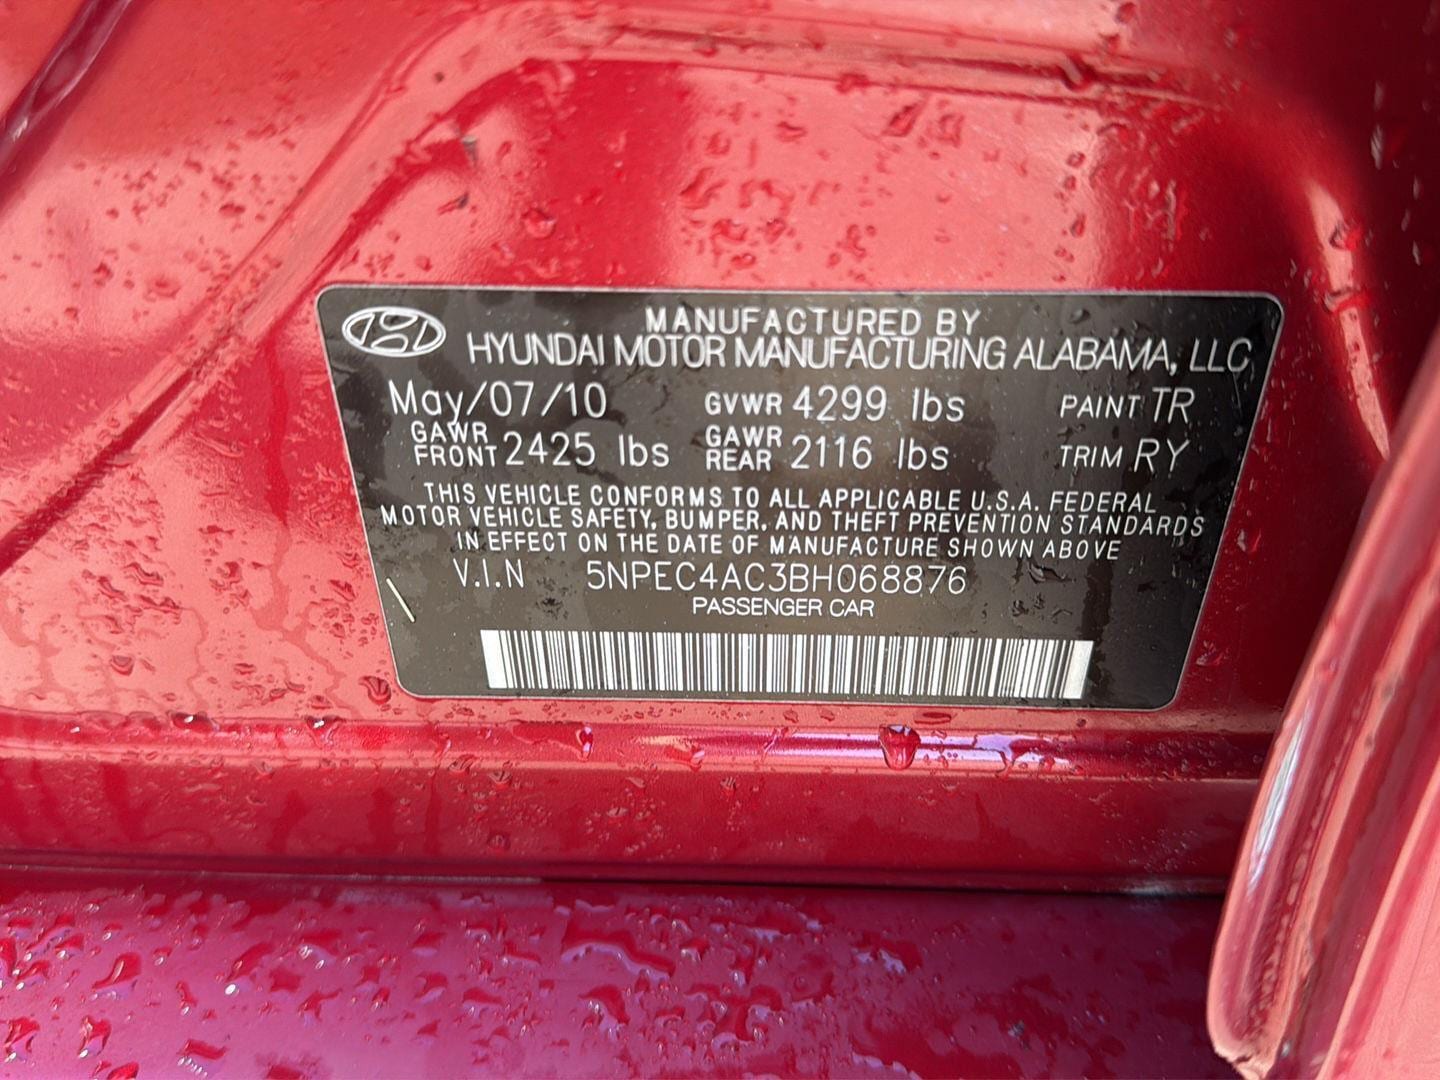 MANUFACTURED BY
HYUNDAI MOTOR MANUFACTURING ALABAMA, LLC
May/07/10 GVWR 4299 lbs PAINT TR
GAWR FRONT 2425 lbs GAWR REAR 2116 lbs TRIM RY
THIS VEHICLE CONFORMS TO ALL APPLICABLE U.S.A. FEDERAL
MOTOR VEHICLE SAFETY, BUMPER, AND THEFT PREVENTION STANDARDS
IN EFFECT ON THE DATE OF MANUFACTURE SHOWN ABOVE
V.I.N 5NPEC4AC3BH068876
PASSENGER CAR